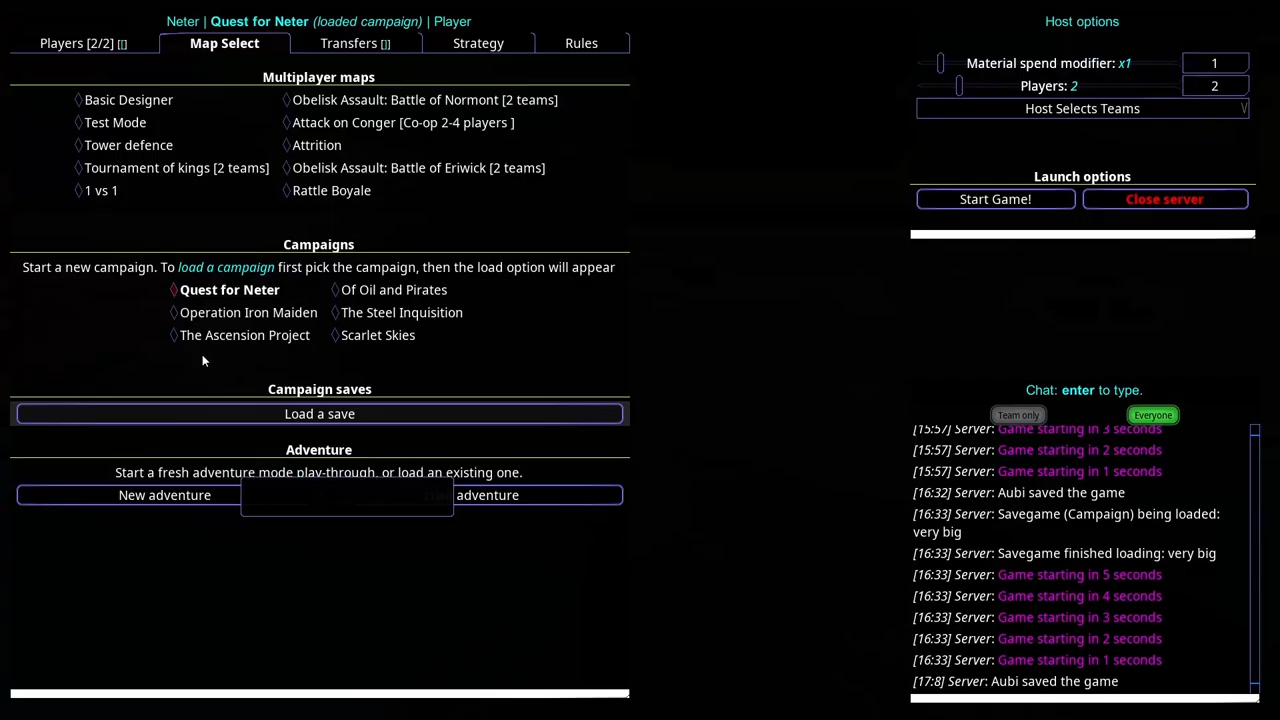 Neter | Quest for Neter (loaded campaign) | Player
Players [2/2] [[]
Map Select
Transfers []]
Strategy
Rules
Multiplayer maps
Basic Designer
Obelisk Assault: Battle of Normont [2 teams]
Test Mode
Attack on Conger [Co-op 2-4 players ]
Tower defence
Attrition
Tournament of kings [2 teams]
Obelisk Assault: Battle of Eriwick [2 teams]
1 vs 1
Rattle Boyale
Campaigns
Start a new campaign. To load a campaign first pick the campaign, then the load option will appear
Quest for Neter
Of Oil and Pirates
Operation Iron Maiden
The Steel Inquisition
The Ascension Project
Scarlet Skies
Campaign saves
Load a save
Adventure
Start a fresh adventure mode play-through, or load an existing one.
New adventure
adventure
Host options
Material spend modifier: x1
1
Players: 2
2
Host Selects Teams
Launch options
Start Game!
Close server
Chat: enter to type.
Team only
Everyone
[15:57] Server: Game starting in 3 seconds
[15:57] Server: Game starting in 2 seconds
[15:57] Server: Game starting in 1 seconds
[16:32] Server: Aubi saved the game
[16:33] Server: Savegame (Campaign) being loaded:
very big
[16:33] Server: Savegame finished loading: very big
[16:33] Server: Game starting in 5 seconds
[16:33] Server: Game starting in 4 seconds
[16:33] Server: Game starting in 3 seconds
[16:33] Server: Game starting in 2 seconds
[16:33] Server: Game starting in 1 seconds
[17:8] Server: Aubi saved the game